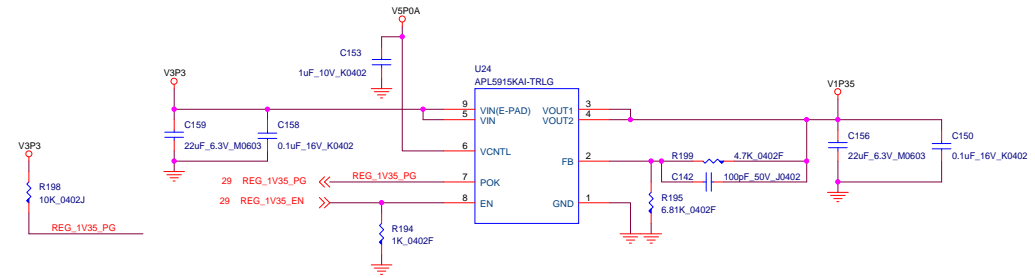 V5P0A
C153
1uF_10V_K0402
U24
APL5915KAI-TRLG
V3P3
V1P35
9 VIN(E-PAD) VOUT1 3
5 VIN VOUT2 4
C159
22uF_6.3V_M0603
C158
0.1uF_16V_K0402
C156
22uF_6.3V_M0603
C150
0.1uF_16V_K0402
6 VCNTL
FB 2
R199 4.7K_0402F
C142 100pF_50V_J0402
V3P3
R198
10K_0402J
29 REG_1V35_PG REG_1V35_PG 7 POK
29 REG_1V35_EN 8 EN
GND 1
R195
6.81K_0402F
R194
1K_0402F
REG_1V35_PG